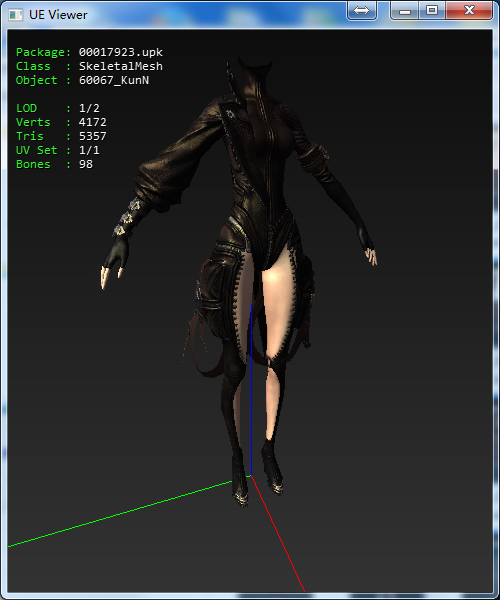 UE Viewer
Package: 00017923.upk
Class : SkeletalMesh
Object : 60067_KunN
LOD : 1/2
Verts : 4172
Tris : 5357
UV Set : 1/1
Bones : 98